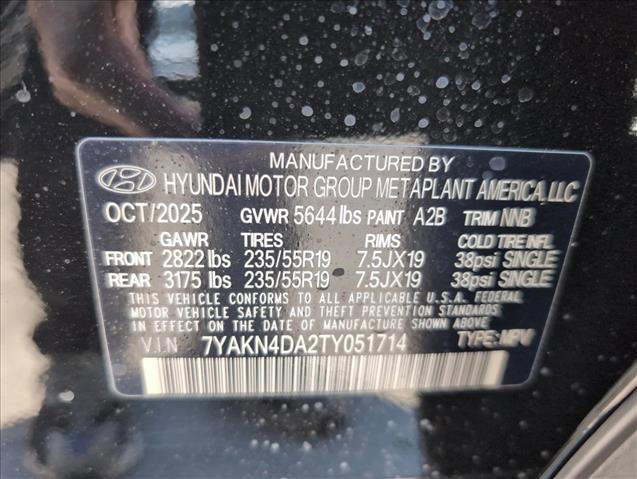 MANUFACTURED BY
HYUNDAI MOTOR GROUP METAPLANT AMERICA, LLC
OCT/2025 GVWR 5644 lbs PAINT A2B TRIM NNB
GAWR TIRES RIMS COLD TIRE INFL
FRONT 2822 lbs 235/55R19 7.5JX19 38psi SINGLE
REAR 3175 lbs 235/55R19 7.5JX19 38psi SINGLE
THIS VEHICLE CONFORMS TO ALL APPLICABLE U.S.A. FEDERAL
MOTOR VEHICLE SAFETY AND THEFT PREVENTION STANDARDS
IN EFFECT ON THE DATE OF MANUFACTURE SHOWN ABOVE.
V.I.N 7YAKN4DA2TY051714 TYPE: MPV